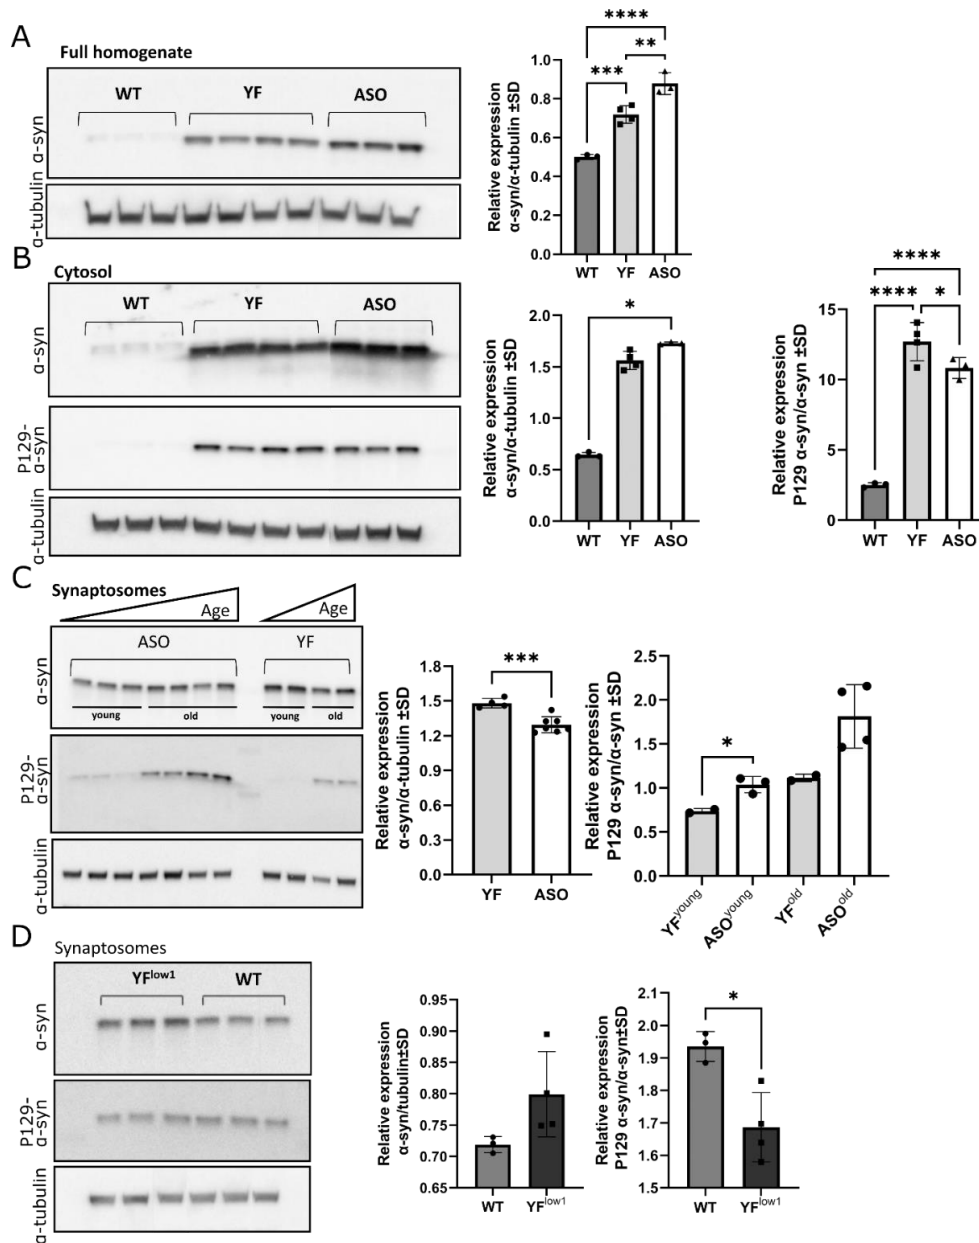 A
Full homogenate
WT YF ASO
α-syn
α-tubulin
Relative expression
α-syn/α-tubulin ±SD
1.0
0.8
0.6
0.4
0.2
0.0
****
**
***
WT YF ASO
B
Cytosol
WT YF ASO
α-syn
P129-
α-syn
α-tubulin
Relative expression
α-syn/α-tubulin ±SD
2.0
1.5
1.0
0.5
0.0
*
WT YF ASO
Relative expression
P129 α-syn/α-syn ±SD
15
10
5
0
****
**** *
WT YF ASO
C
Synaptosomes
Age Age
ASO YF
α-syn
young old young old
P129-
α-syn
α-tubulin
Relative expression
α-syn/α-tubulin ±SD
1.8
1.5
1.2
0.9
0.6
0.3
0.0
***
YF ASO
Relative expression
P129 α-syn/α-syn ±SD
2.5
2.0
1.5
1.0
0.5
0.0
*
YFyoung ASOyoung YFold ASOold
D
Synaptosomes
YFlow1 WT
α-syn
P129-
α-syn
α-tubulin
Relative expression
α-syn/tubulin±SD
0.95
0.90
0.85
0.80
0.75
0.70
0.65
WT YFlow1
Relative expression
P129 α-syn/α-syn±SD
2.1
2.0
1.9
1.8
1.7
1.6
1.5
*
WT YFlow1